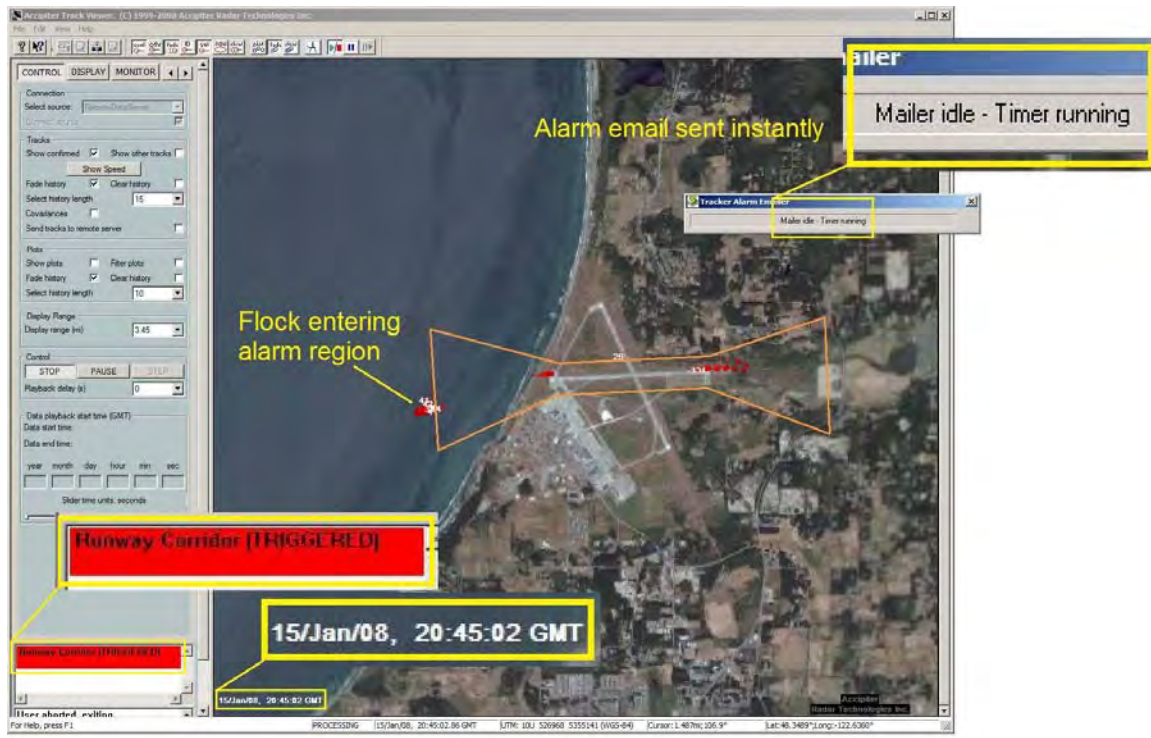 Accipiter Track Viewer. (C) 1999-2008 Accipiter Radar Technologies Inc.
File Edit View Help
CONTROL DISPLAY MONITOR
Connection
Select source:
Tracks
Show confirmed Show other tracks
Show Speed
Fade history Clear history
Select history length 15
Covariances
Send tracks to remote server
Plots
Show plots Filter plots
Fade history Clear history
Select history length 10
Display Range
Display range (mi) 3.45
Control
STOP PAUSE STEP
Playback delay (s) 0
Data playback start time (GMT)
Data start time:
Data end time:
year month day hour min sec
Slider time units: seconds
Runway Corridor (TRIGGERED)
Runway Corridor (TRIGGERED)
User aborted, exiting
Alarm email sent instantly
Mailer idle - Timer running
Tracker Alarm Emailer
Mailer idle - Timer running
Flock entering
alarm region
15/Jan/08, 20:45:02 GMT
15/Jan/08, 20:45:02 GMT
Accipiter
Radar Technologies Inc.
For Help, press F1 PROCESSING 15/Jan/08, 20:45:02.86 GMT UTM: 10U 526968 5355141 (WGS-84) Cursor: 1.487mi;106.9° Lat:48.3489°;Long:-122.6360°